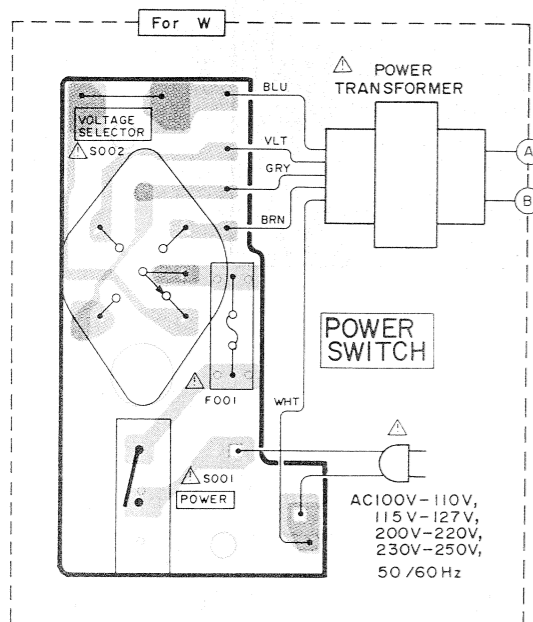 For W
POWER
TRANSFORMER
BLU
VOLTAGE
SELECTOR
S002
VLT
GRY
BRN
A
B
POWER
SWITCH
F001
WHT
S001
POWER
AC100V-110V,
115V-127V,
200V-220V,
230V-250V,
50/60Hz